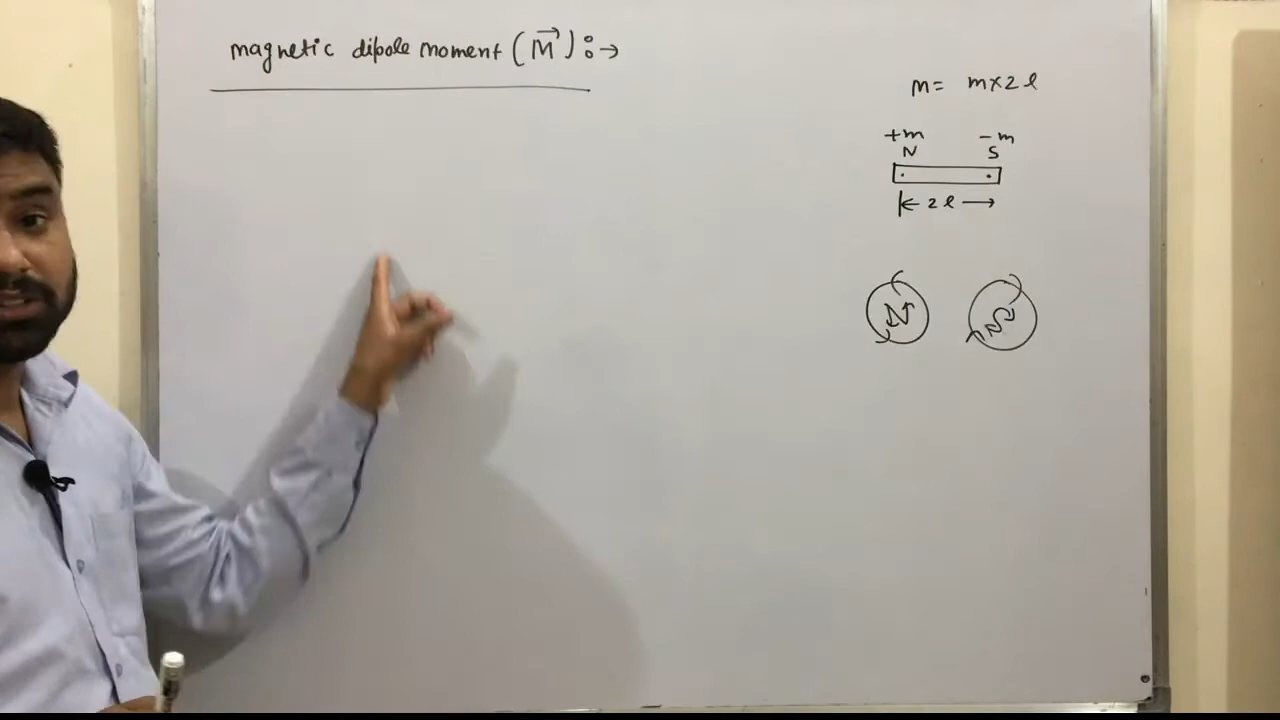 magnetic dipole moment (M⃗) :→
m = m×2l
+m -m
N S
2l
N S